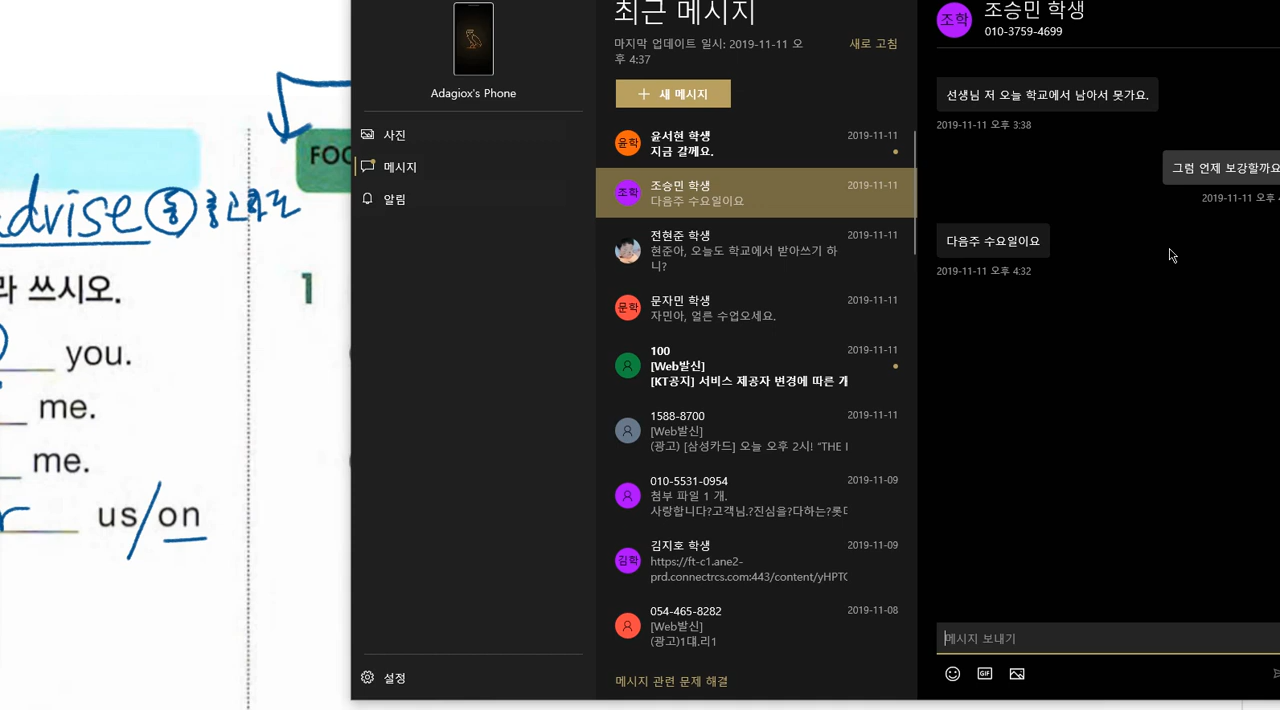 FOC
dvise 동 충고하다
라 쓰시오.
1
you.
me.
me.
us/on
Adagiox's Phone
사진
메시지
알림
설정
최근 메시지
마지막 업데이트 일시: 2019-11-11 오
후 4:37
새로 고침
새 메시지
윤학
윤서현 학생
2019-11-11
지금 갈께요.
조학
조승민 학생
2019-11-11
다음주 수요일이요
전현준 학생
2019-11-11
현준아, 오늘도 학교에서 받아쓰기 하
니?
문학
문자민 학생
2019-11-11
자민아, 얼른 수업오세요.
100
2019-11-11
[Web발신]
[KT공지] 서비스 제공자 변경에 따른 개
1588-8700
2019-11-11
[Web발신]
(광고) [삼성카드] 오늘 오후 2시! "THE
010-5531-0954
2019-11-09
첨부 파일 1 개.
사랑합니다?고객님.?진심을?다하는?롯데
김학
김지호 학생
2019-11-09
https://ft-c1.ane2-
prd.connectrcs.com:443/content/yHPTC
054-465-8282
2019-11-08
[Web발신]
(광고)1대.리1
메시지 관련 문제 해결
조학
조승민 학생
010-3759-4699
선생님 저 오늘 학교에서 남아서 못가요.
2019-11-11 오후 3:38
그럼 언제 보강할까요
2019-11-11 오후
다음주 수요일이요
2019-11-11 오후 4:32
메시지 보내기
GIF